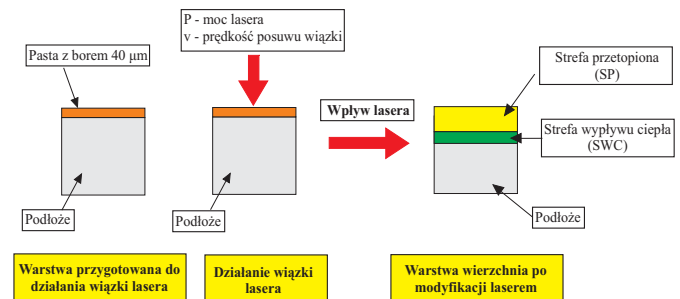 P - moc lasera
v - prędkość posuwu wiązki
Pasta z borem 40 μm
Wpływ lasera
Strefa przetopiona
(SP)
Strefa wypływu ciepła
(SWC)
Podłoże
Podłoże
Podłoże
Warstwa przygotowana do
działania wiązki lasera
Działanie wiązki
lasera
Warstwa wierzchnia po
modyfikacji laserem